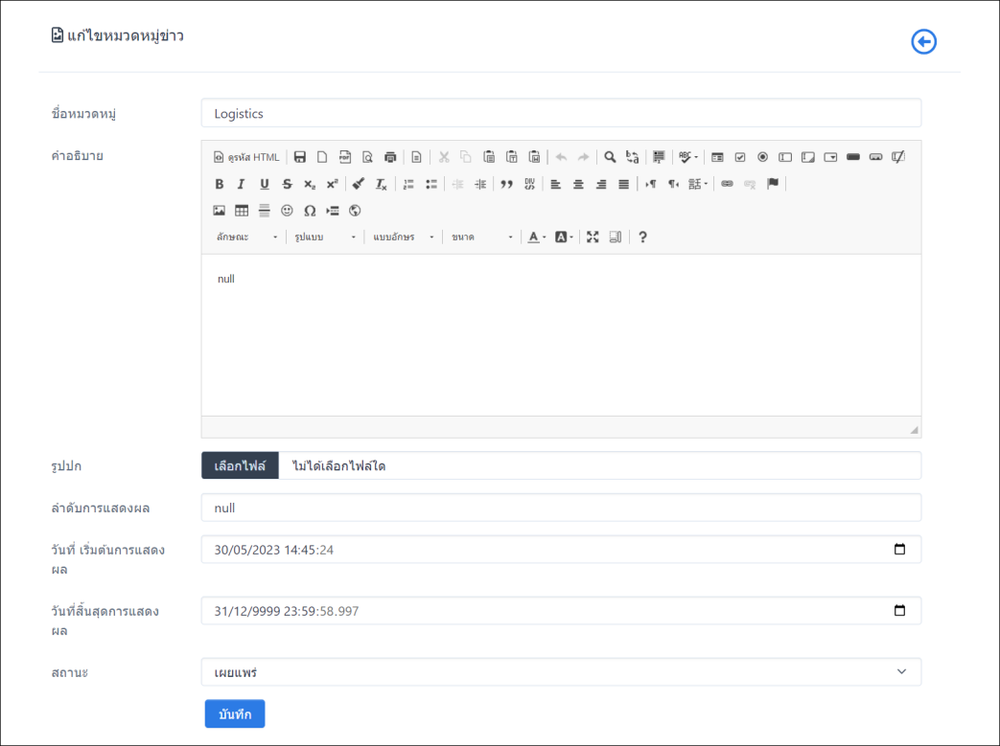 แก้ไขหมวดหมู่ข่าว
ชื่อหมวดหมู่
Logistics
คำอธิบาย
ดูรหัส HTML
ลักษณะ รูปแบบ แบบอักษร ขนาด
null
รูปปก
เลือกไฟล์ ไม่ได้เลือกไฟล์ใด
ลำดับการแสดงผล
null
วันที่ เริ่มต้นการแสดง
ผล
30/05/2023 14:45:24
วันที่สิ้นสุดการแสดง
ผล
31/12/9999 23:59:58.997
สถานะ
เผยแพร่
บันทึก